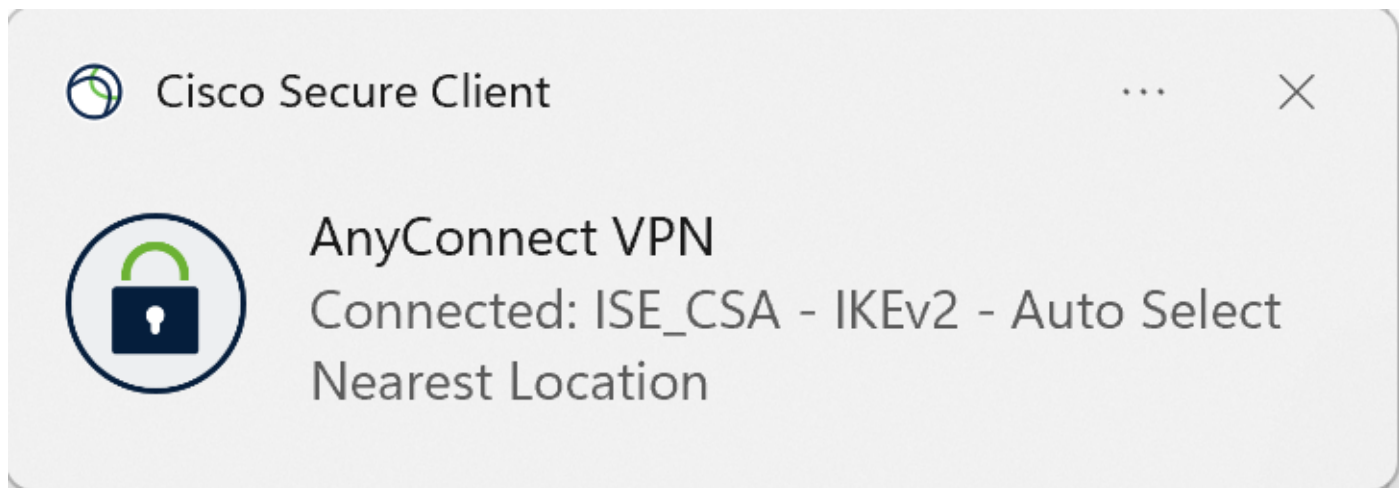 Cisco Secure Client
AnyConnect VPN
Connected: ISE_CSA - IKEv2 - Auto Select
Nearest Location